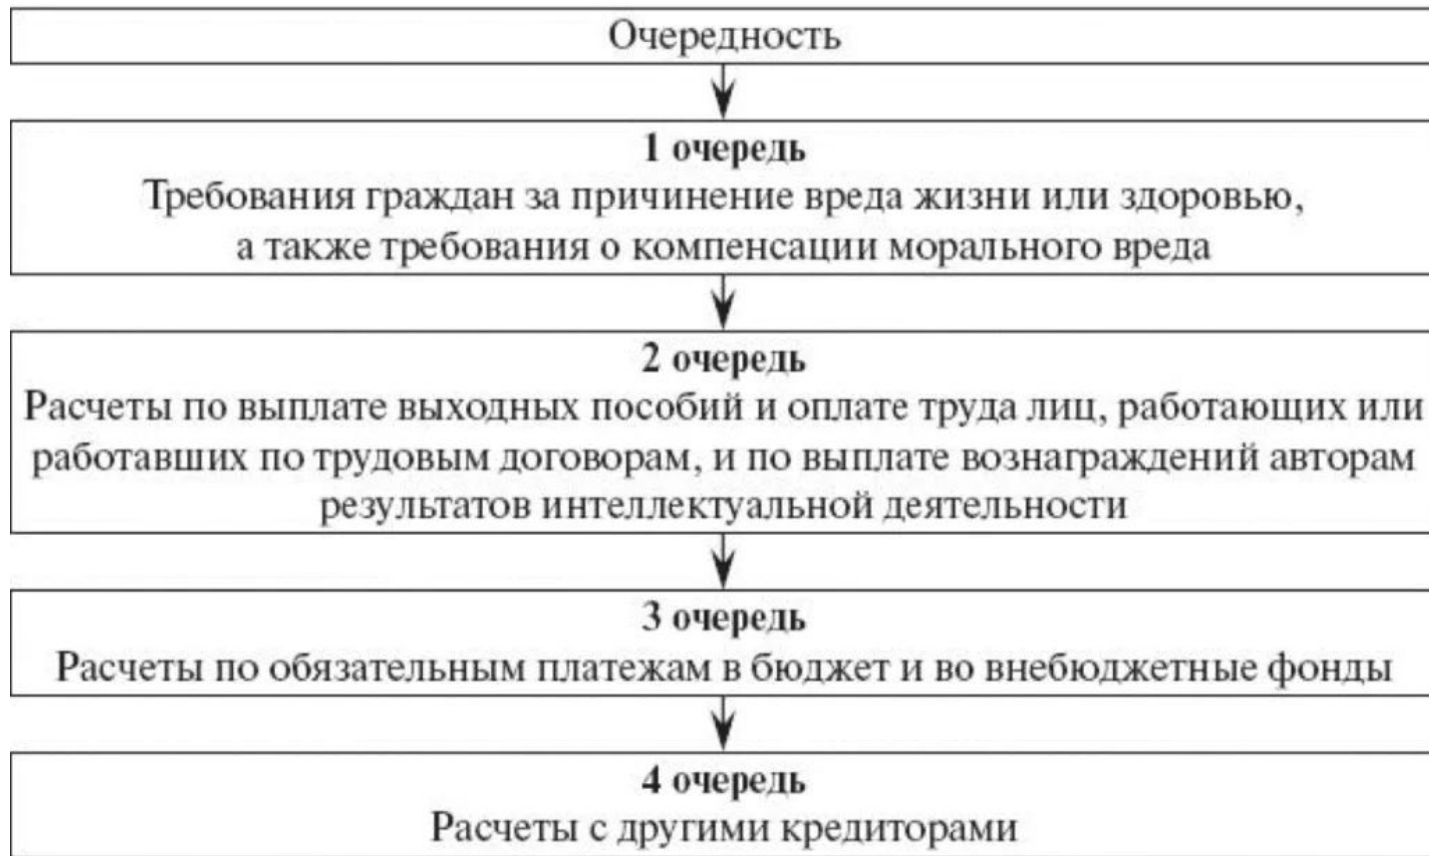 Очередность
1 очередь
Требования граждан за причинение вреда жизни или здоровью,
а также требования о компенсации морального вреда
2 очередь
Расчеты по выплате выходных пособий и оплате труда лиц, работающих или
работавших по трудовым договорам, и по выплате вознаграждений авторам
результатов интеллектуальной деятельности
3 очередь
Расчеты по обязательным платежам в бюджет и во внебюджетные фонды
4 очередь
Расчеты с другими кредиторами